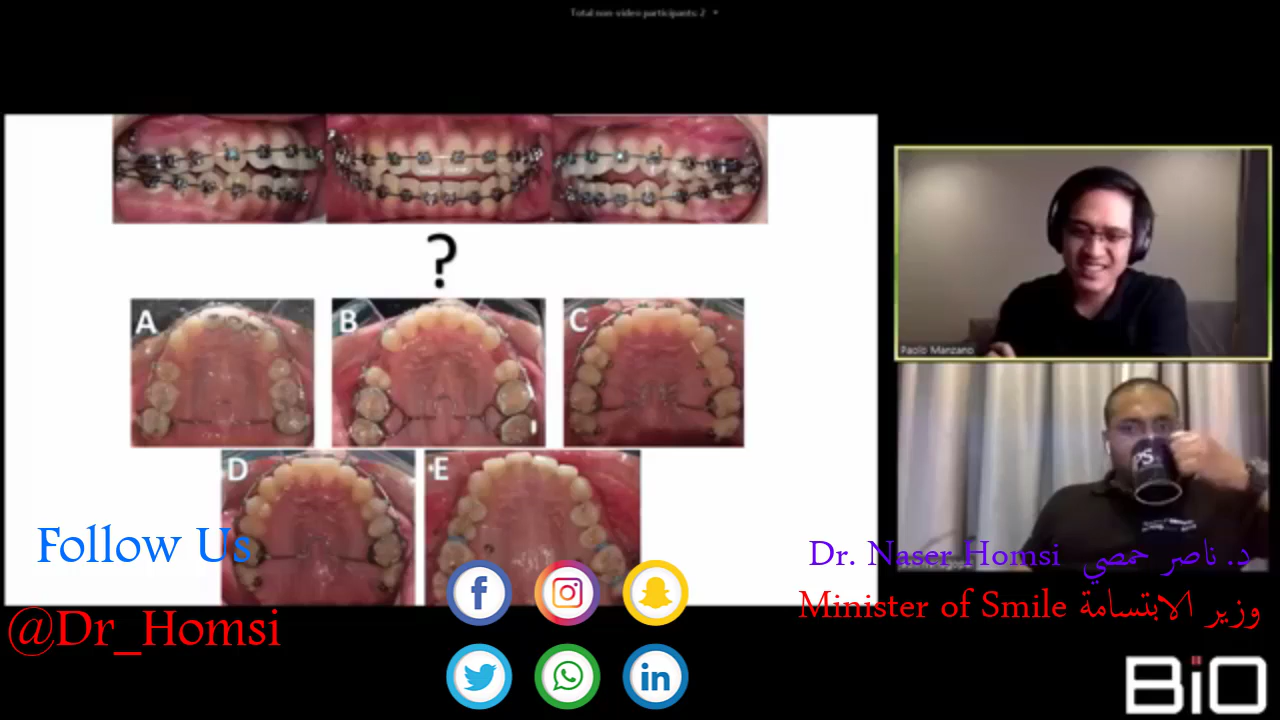 Total non-video participants: 2
?
A
B
C
Paolo Manzano
D
E
Follow Us
@Dr_Homsi
Dr. Naser Homsi د. ناصر حمصي
Minister of Smile وزير الابتسامة
f
in
BiO